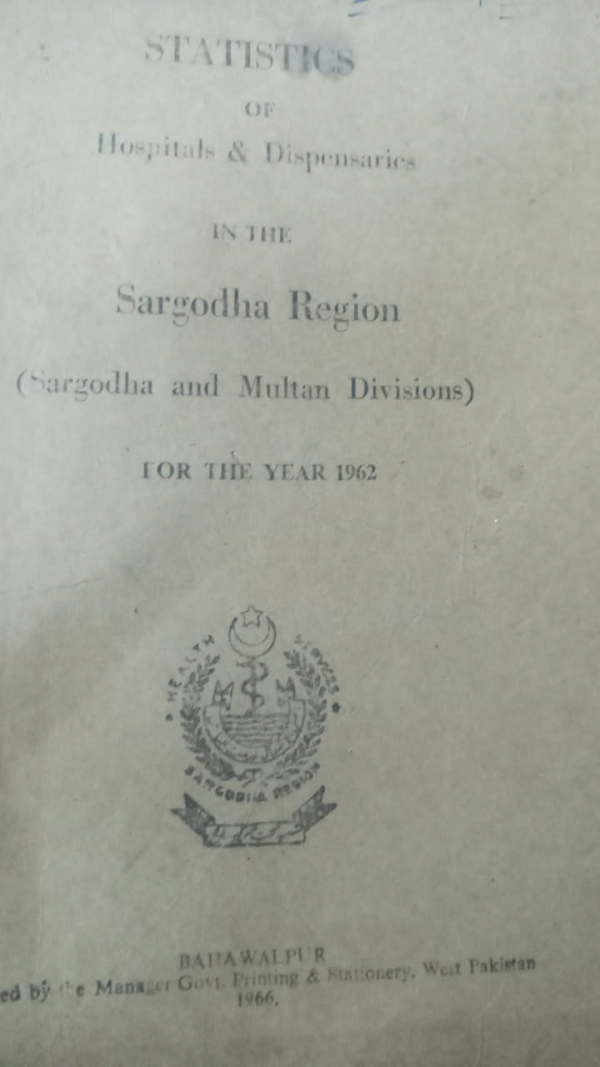 STATISTICS
OF
Hospitals & Dispensaries
IN THE
Sargodha Region
(Sargodha and Multan Divisions)
FOR THE YEAR 1962
HEALTH SERVICES
SARGODHA REGION
BAHAWALPUR
ed by the Manager Govt. Printing & Stationery, West Pakistan
1966.